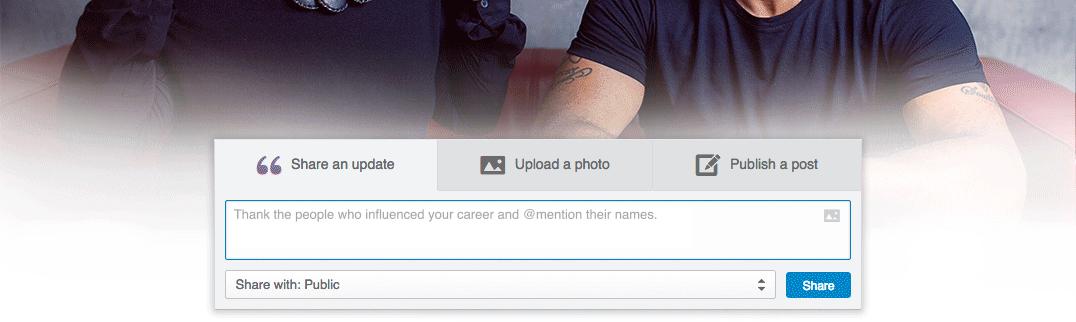 Share an update
Upload a photo
Publish a post
Thank the people who influenced your career and @mention their names.
Share with: Public
Share